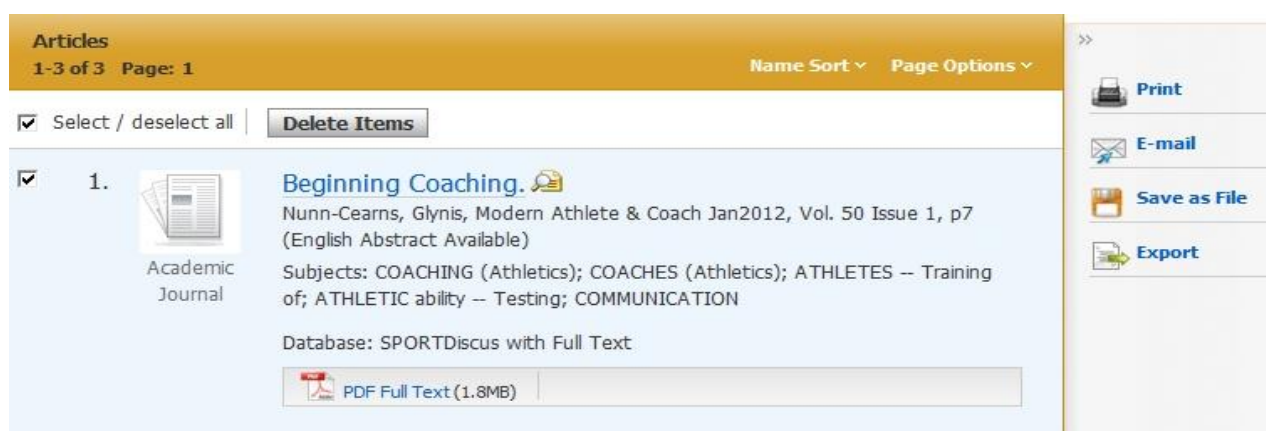 Articles
1-3 of 3 Page: 1
Name Sort Page Options
Select / deselect all Delete Items
1.
Academic
Journal
Beginning Coaching.
Nunn-Cearns, Glynis, Modern Athlete & Coach Jan2012, Vol. 50 Issue 1, p7
(English Abstract Available)
Subjects: COACHING (Athletics); COACHES (Athletics); ATHLETES -- Training
of; ATHLETIC ability -- Testing; COMMUNICATION
Database: SPORTDiscus with Full Text
PDF Full Text (1.8MB)
»
Print
E-mail
Save as File
Export